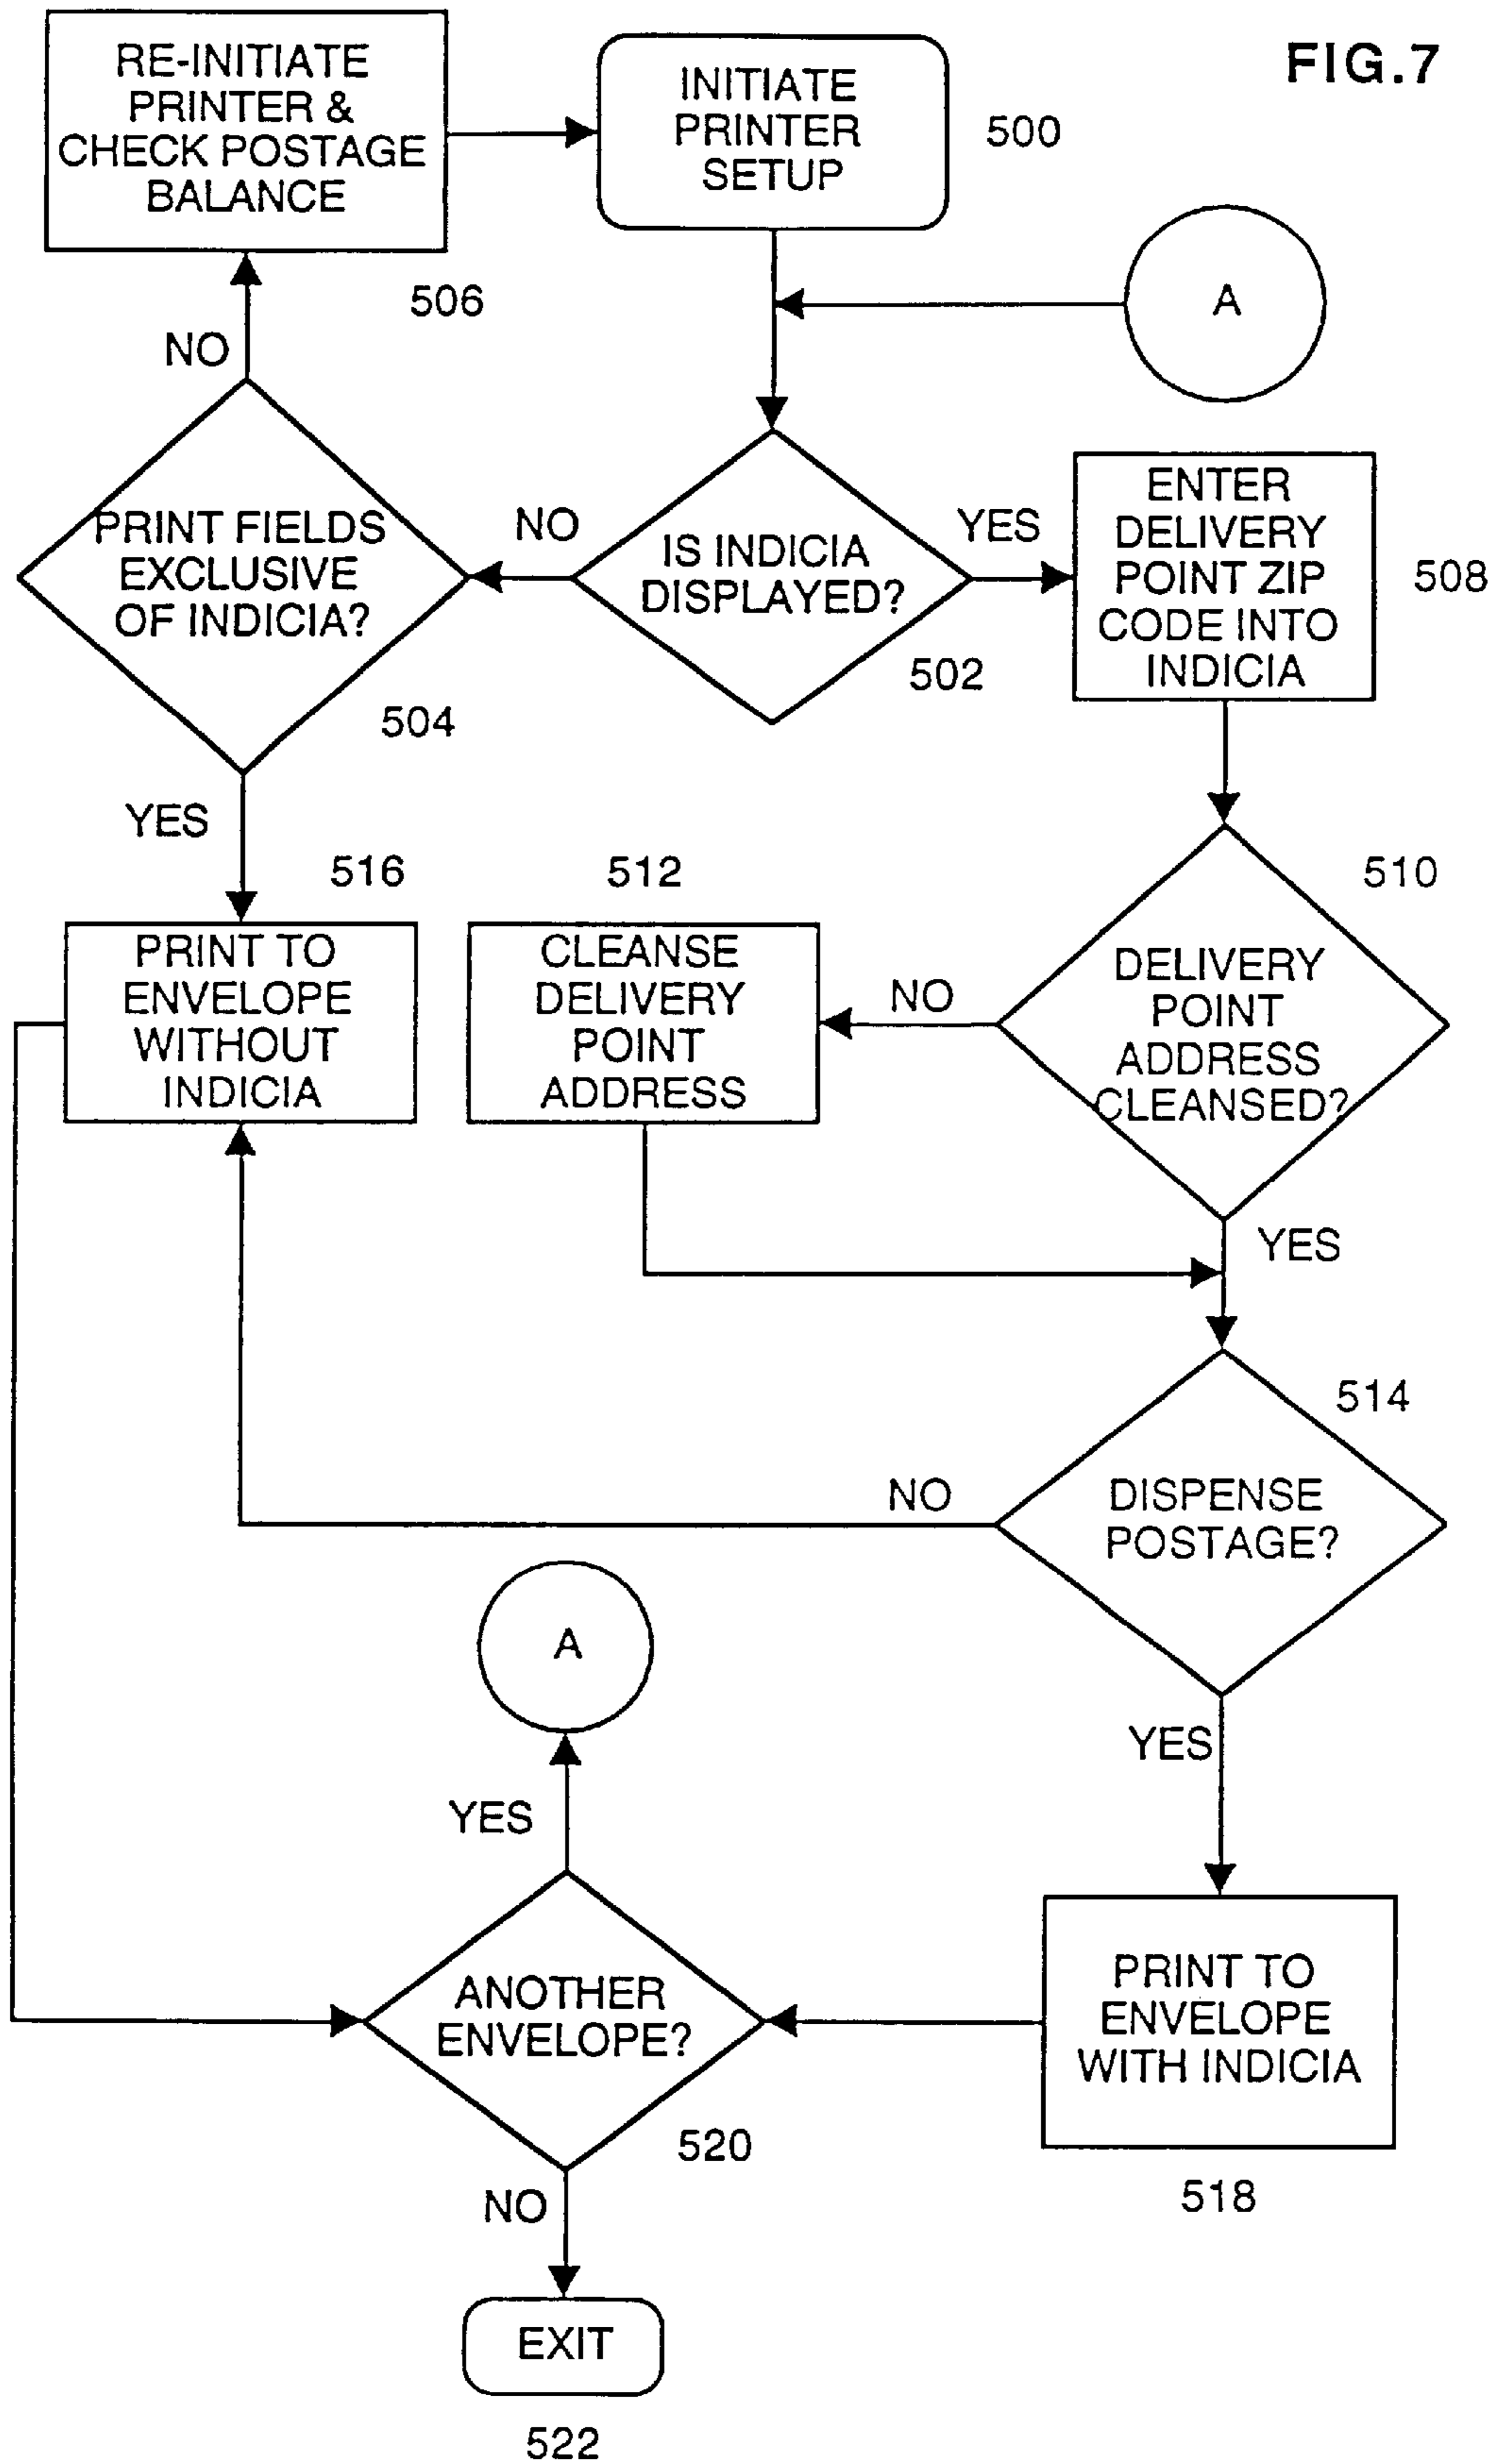 FIG.7
RE-INITIATE
PRINTER &
CHECK POSTAGE
BALANCE
506
INITIATE
PRINTER
SETUP
500
A
NO
PRINT FIELDS
EXCLUSIVE
OF INDICIA?
504
NO
IS INDICIA
DISPLAYED?
502
YES
ENTER
DELIVERY
POINT ZIP
CODE INTO
INDICIA
508
YES
516
PRINT TO
ENVELOPE
WITHOUT
INDICIA
512
CLEANSE
DELIVERY
POINT
ADDRESS
NO
510
DELIVERY
POINT
ADDRESS
CLEANSED?
YES
514
NO
DISPENSE
POSTAGE?
A
YES
YES
ANOTHER
ENVELOPE?
520
PRINT TO
ENVELOPE
WITH INDICIA
518
NO
EXIT
522